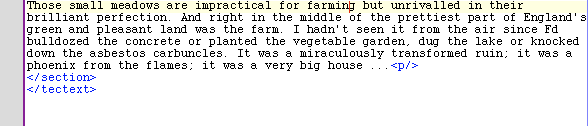 Those small meadows are impractical for farming but unrivalled in their
brilliant perfection. And right in the middle of the prettiest part of England's
green and pleasant land was the farm. I hadn't seen it from the air since Fd
bulldozed the concrete or planted the vegetable garden, dug the lake or knocked
down the asbestos carbuncles. It was a miraculously transformed ruin; it was a
phoenix from the flames; it was a very big house ...<p/>
</section>
</tectext>